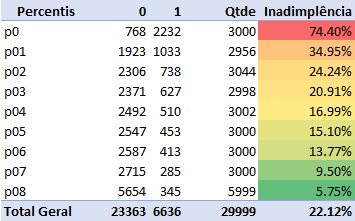 Percentis 0 1 Qtde Inadimplência
p0 768 2232 3000 74.40%
p01 1923 1033 2956 34.95%
p02 2306 738 3044 24.24%
p03 2371 627 2998 20.91%
p04 2492 510 3002 16.99%
p05 2547 453 3000 15.10%
p06 2587 413 3000 13.77%
p07 2715 285 3000 9.50%
p08 5654 345 5999 5.75%
Total Geral 23363 6636 29999 22.12%